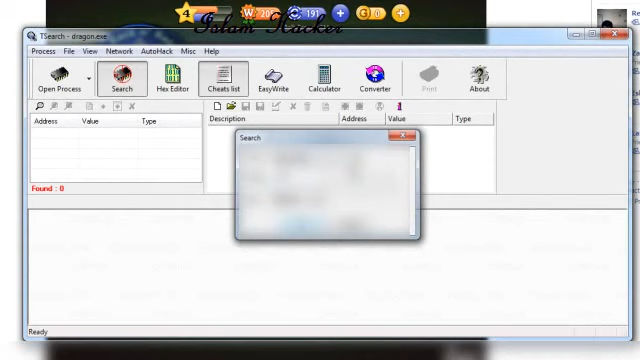 4
W 20
C 191 +
G 0 +
Islam Hacker
TSearch - dragon.exe
Process File View Network AutoHack Misc Help
Open Process Search Hex Editor Cheats list EasyWrite Calculator Converter Print About
Address Value Type
Description Address Value Type
Search
Found : 0
Ready